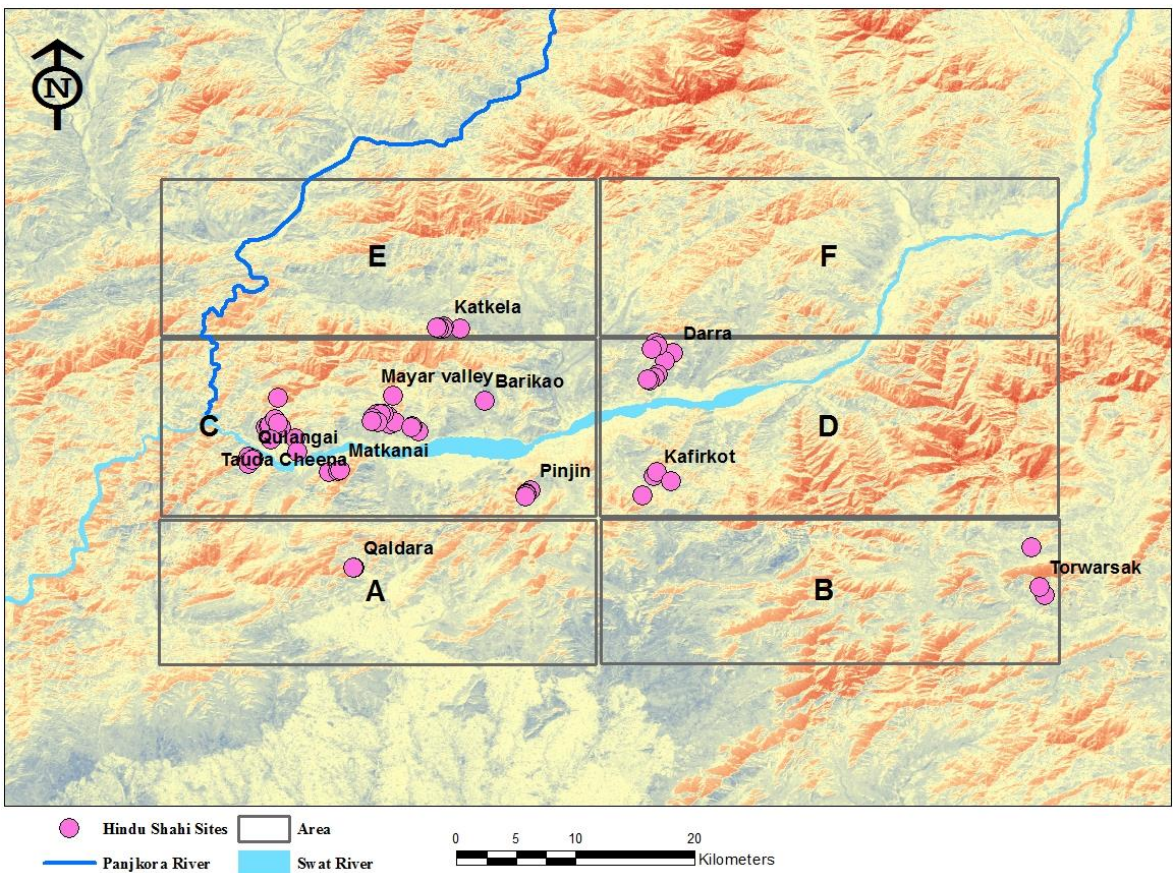 N
E
F
Katkela
Darra
Mayar valley
Barikao
C
D
Qulangai
Matkanai
Tauda Cheena
Kafirkot
Pinjin
Qaldara
A
B
Torwarsak
Hindu Shahi Sites
Area
0 5 10 20
Kilometers
Panjkora River
Swat River